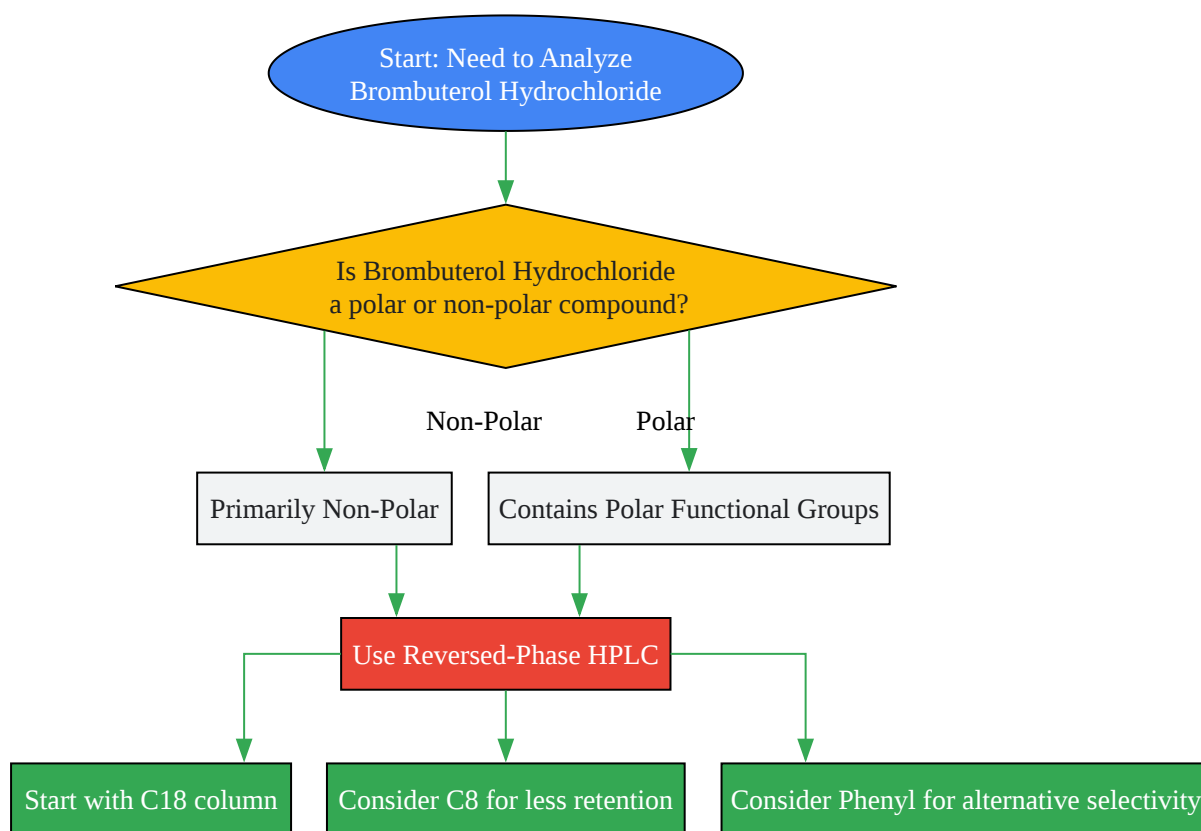 Start: Need to Analyze
Brombuterol Hydrochloride
Is Brombuterol Hydrochloride
a polar or non-polar compound?
Non-Polar
Polar
Primarily Non-Polar
Contains Polar Functional Groups
Use Reversed-Phase HPLC
Start with C18 column
Consider C8 for less retention
Consider Phenyl for alternative selectivity